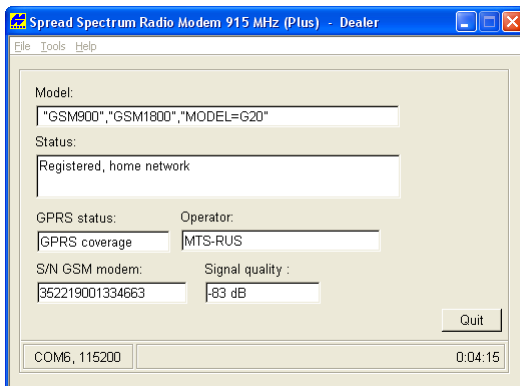 Spread Spectrum Radio Modem 915 MHz (Plus) - Dealer
File Tools Help
Model:
"GSM900","GSM1800","MODEL=G20"
Status:
Registered, home network
GPRS status: Operator:
GPRS coverage MTS-RUS
S/N GSM modem: Signal quality :
352219001334663 -83 dB
Quit
COM6, 115200 0:04:15